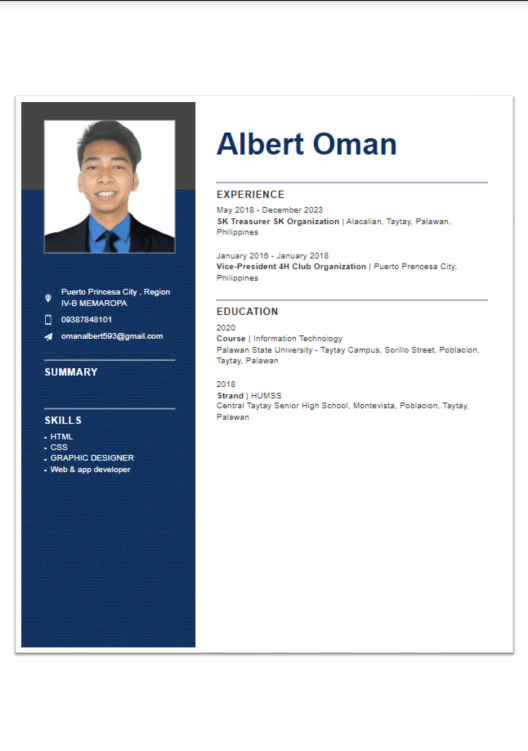 Albert Oman
Puerto Princesa City , Region
IV-B MEMAROPA
09387848101
omanalbert593@gmail.com
SUMMARY
SKILLS
• HTML
• CSS
• GRAPHIC DESIGNER
• Web & app developer
EXPERIENCE
May 2018 - December 2023
SK Treasurer SK Organization | Alacalian, Taytay, Palawan,
Philippines
January 2016 - January 2018
Vice-President 4H Club Organization | Puerto Prencesa City,
Philippines
EDUCATION
2020
Course | Information Technology
Palawan State University - Taytay Campus, Sorillo Street, Poblacion,
Taytay, Palawan
2018
Strand | HUMSS
Central Taytay Senior High School, Montevista, Poblacion, Taytay,
Palawan